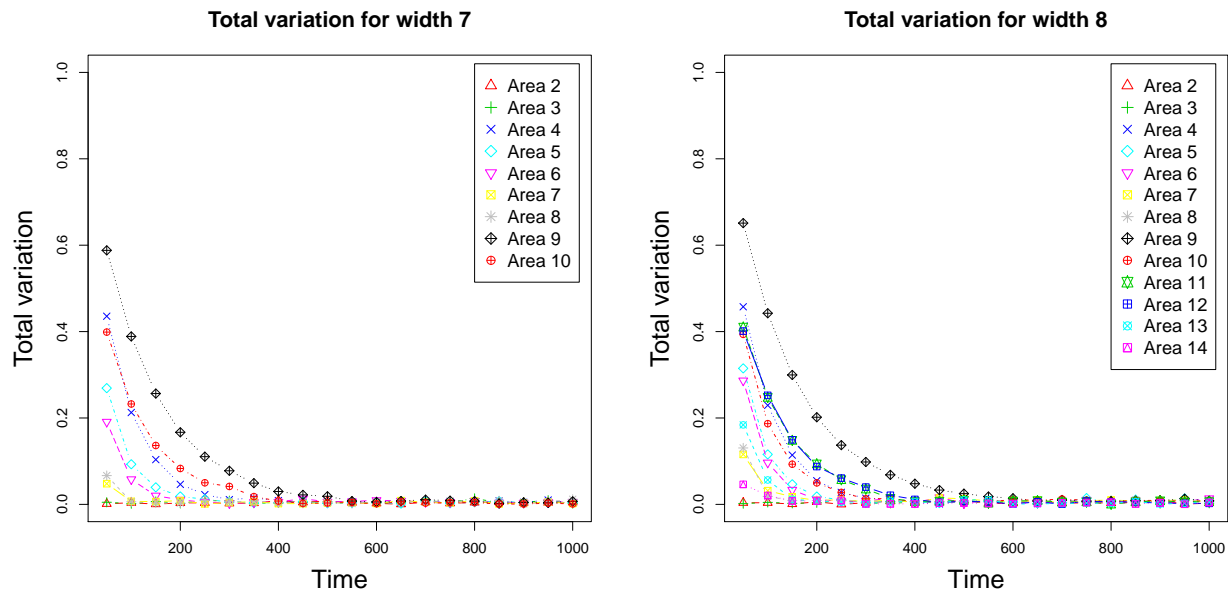 Total variation for width 7
Total variation
1.0
0.8
0.6
0.4
0.2
0.0
200
400
600
800
1000
Time
Area 2
Area 3
Area 4
Area 5
Area 6
Area 7
Area 8
Area 9
Area 10
Total variation for width 8
Total variation
1.0
0.8
0.6
0.4
0.2
0.0
200
400
600
800
1000
Time
Area 2
Area 3
Area 4
Area 5
Area 6
Area 7
Area 8
Area 9
Area 10
Area 11
Area 12
Area 13
Area 14